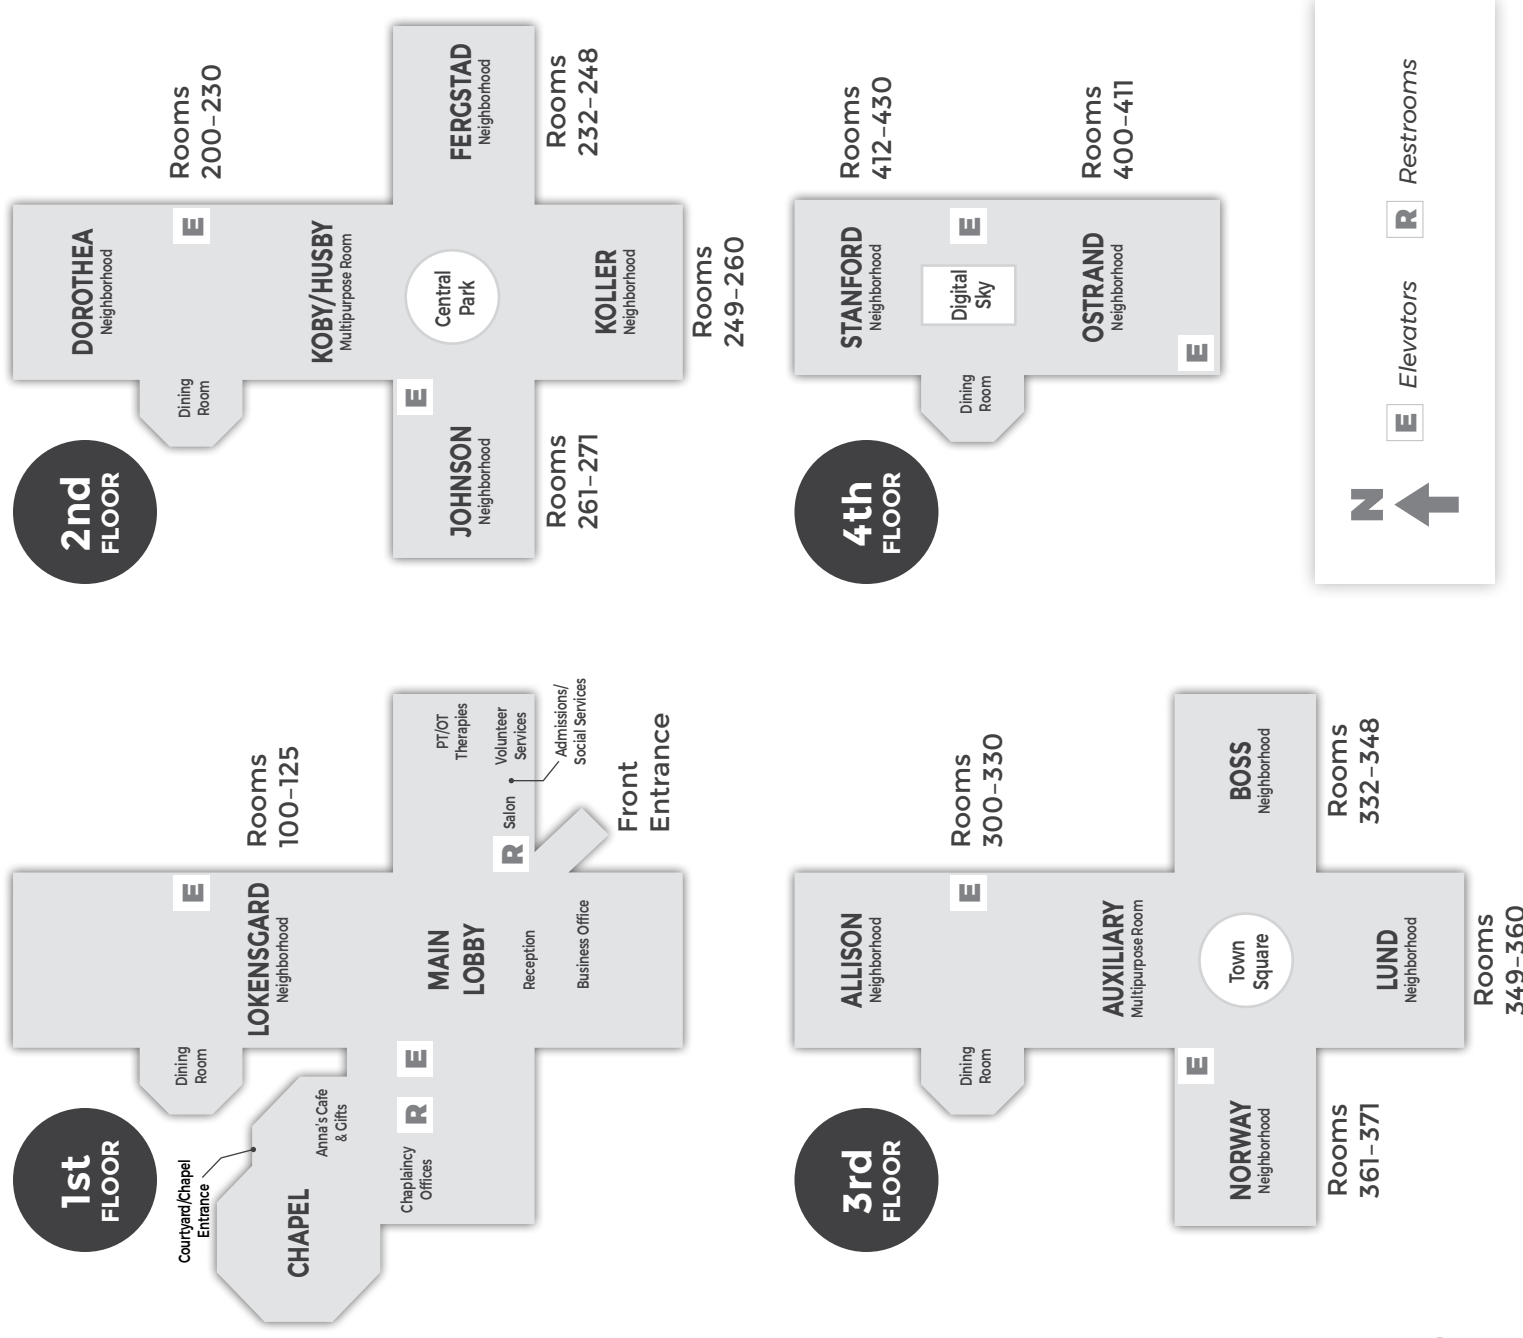 1st
FLOOR
Courtyard/Chapel
Entrance
CHAPEL
Anna's Cafe
& Gifts
Chaplaincy
Offices
R
E
Dining
Room
E
LOKENSGARD
Neighborhood
Rooms
100–125
MAIN
LOBBY
Reception
Business Office
R
Salon
PT/OT
Therapies
Volunteer
Services
Admissions/
Social Services
Front
Entrance
2nd
FLOOR
DOROTHEA
Neighborhood
Dining
Room
E
Rooms
200–230
KOBY/HUSBY
Multipurpose Room
E
Central
Park
JOHNSON
Neighborhood
Rooms
261–271
FERGSTAD
Neighborhood
Rooms
232–248
KOLLER
Neighborhood
Rooms
249–260
3rd
FLOOR
ALLISON
Neighborhood
Dining
Room
E
Rooms
300–330
AUXILIARY
Multipurpose Room
E
Town
Square
NORWAY
Neighborhood
Rooms
361–371
BOSS
Neighborhood
Rooms
332–348
LUND
Neighborhood
Rooms
349–360
4th
FLOOR
STANFORD
Neighborhood
Rooms
412–430
Dining
Room
Digital
Sky
E
OSTRAND
Neighborhood
Rooms
400–411
E
N
E Elevators
R Restrooms